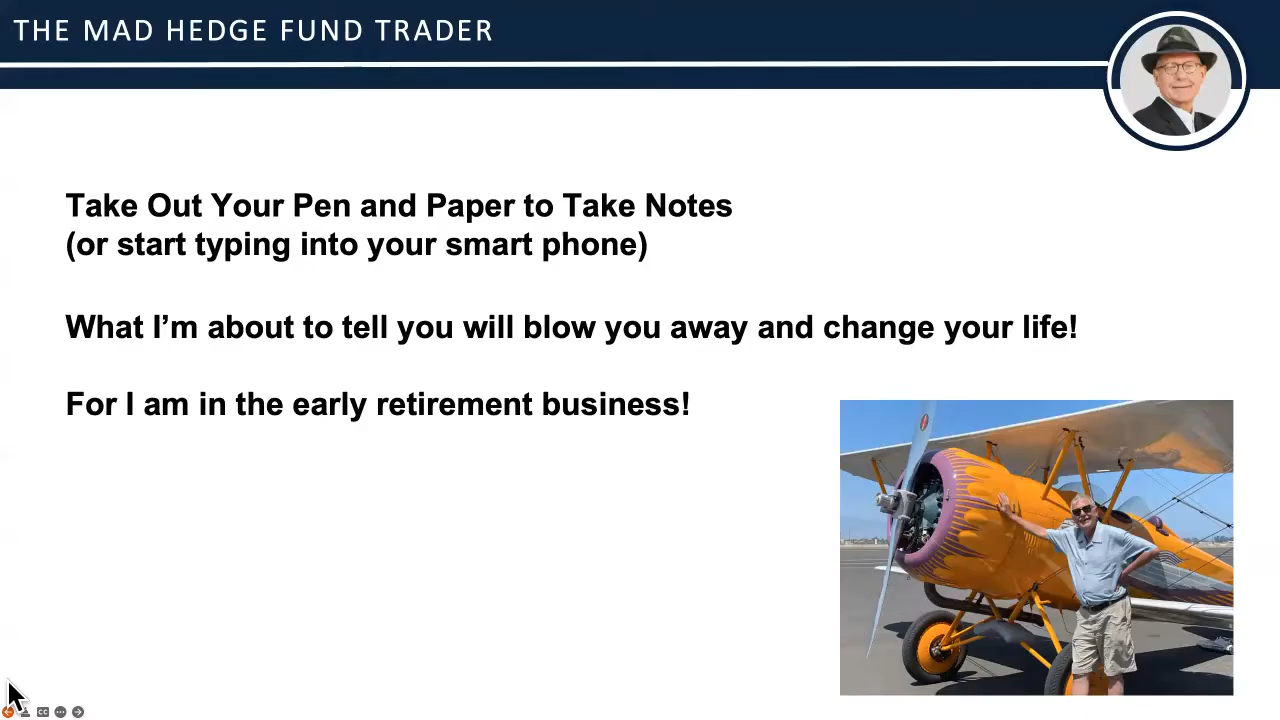 THE MAD HEDGE FUND TRADER
Take Out Your Pen and Paper to Take Notes
(or start typing into your smart phone)
What I’m about to tell you will blow you away and change your life!
For I am in the early retirement business!
CC